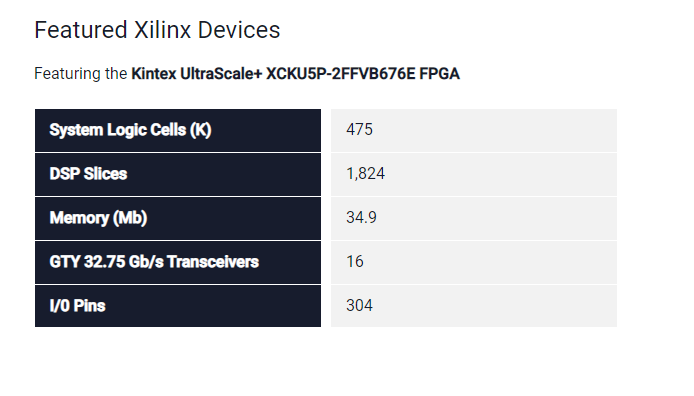 Featured Xilinx Devices
Featuring the Kintex UltraScale+ XCKU5P-2FFVB676E FPGA
System Logic Cells (K) 475
DSP Slices 1,824
Memory (Mb) 34.9
GTY 32.75 Gb/s Transceivers 16
I/0 Pins 304